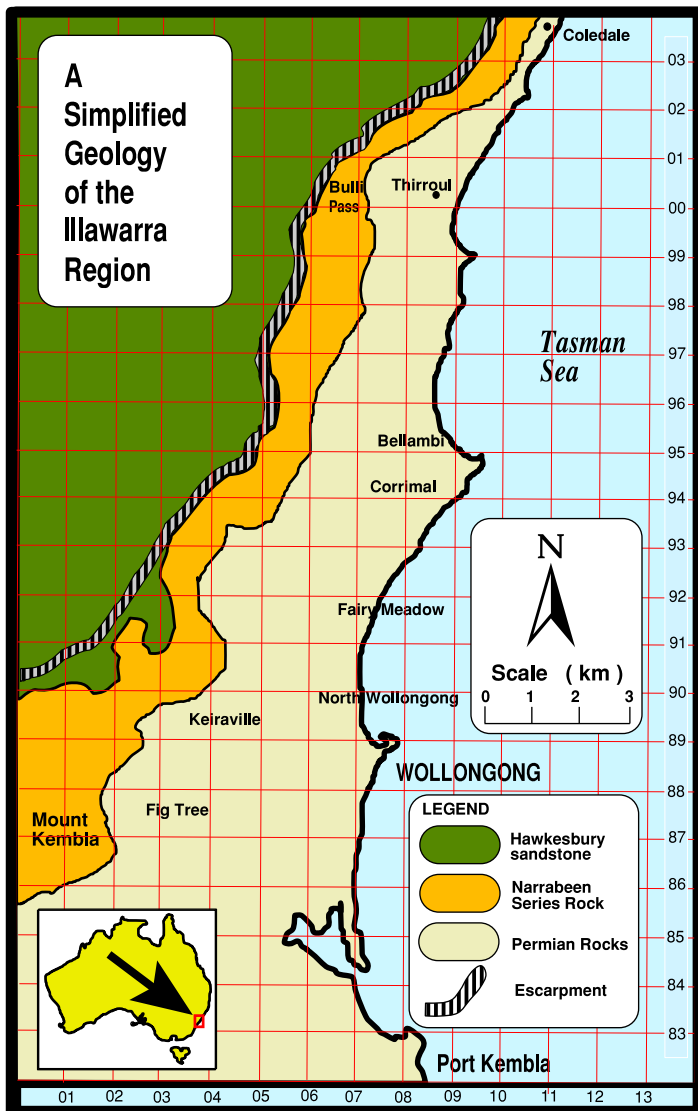 A
Simplified
Geology
of the
Illawarra
Region
Coledale
Bulli
Pass
Thirroul
Tasman
Sea
Bellambi
Corrimal
Fairy Meadow
North Wollongong
Keiraville
WOLLONGONG
Fig Tree
Mount
Kembla
Port Kembla
N
Scale ( km )
0 1 2 3
LEGEND
Hawkesbury
sandstone
Narrabeen
Series Rock
Permian Rocks
Escarpment
03
02
01
00
99
98
97
96
95
94
93
92
91
90
89
88
87
86
85
84
83
01 02 03 04 05 06 07 08 09 10 11 12 13